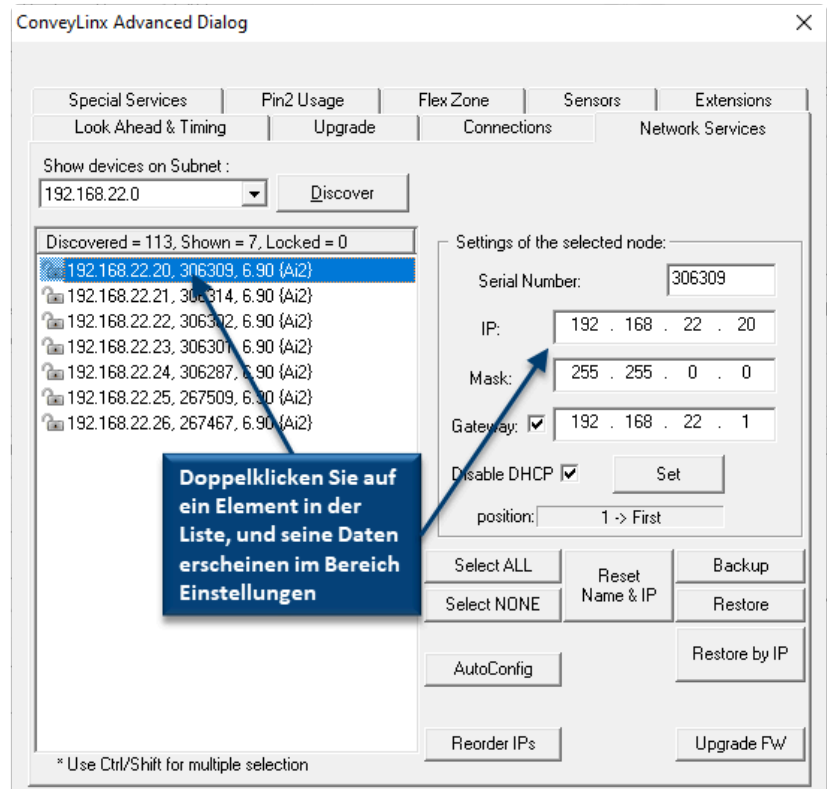 ConveyLinx Advanced Dialog
Special Services
Pin2 Usage
Flex Zone
Sensors
Extensions
Look Ahead & Timing
Upgrade
Connections
Network Services
Show devices on Subnet :
192.168.22.0
Discover
Discovered = 113, Shown = 7, Locked = 0
192.168.22.20, 306309, 6.90 {Ai2}
192.168.22.21, 306314, 6.90 {Ai2}
192.168.22.22, 306302, 6.90 {Ai2}
192.168.22.23, 306301, 6.90 {Ai2}
192.168.22.24, 306287, 6.90 {Ai2}
192.168.22.25, 267509, 6.90 {Ai2}
192.168.22.26, 267467, 6.90 {Ai2}
Doppelklicken Sie auf
ein Element in der
Liste, und seine Daten
erscheinen im Bereich
Einstellungen
* Use Ctrl/Shift for multiple selection
Settings of the selected node:
Serial Number: 306309
IP: 192 . 168 . 22 . 20
Mask: 255 . 255 . 0 . 0
Gateway: 192 . 168 . 22 . 1
Disable DHCP
Set
position: 1 -> First
Select ALL
Reset
Name & IP
Backup
Select NONE
Restore
AutoConfig
Restore by IP
Reorder IPs
Upgrade FW